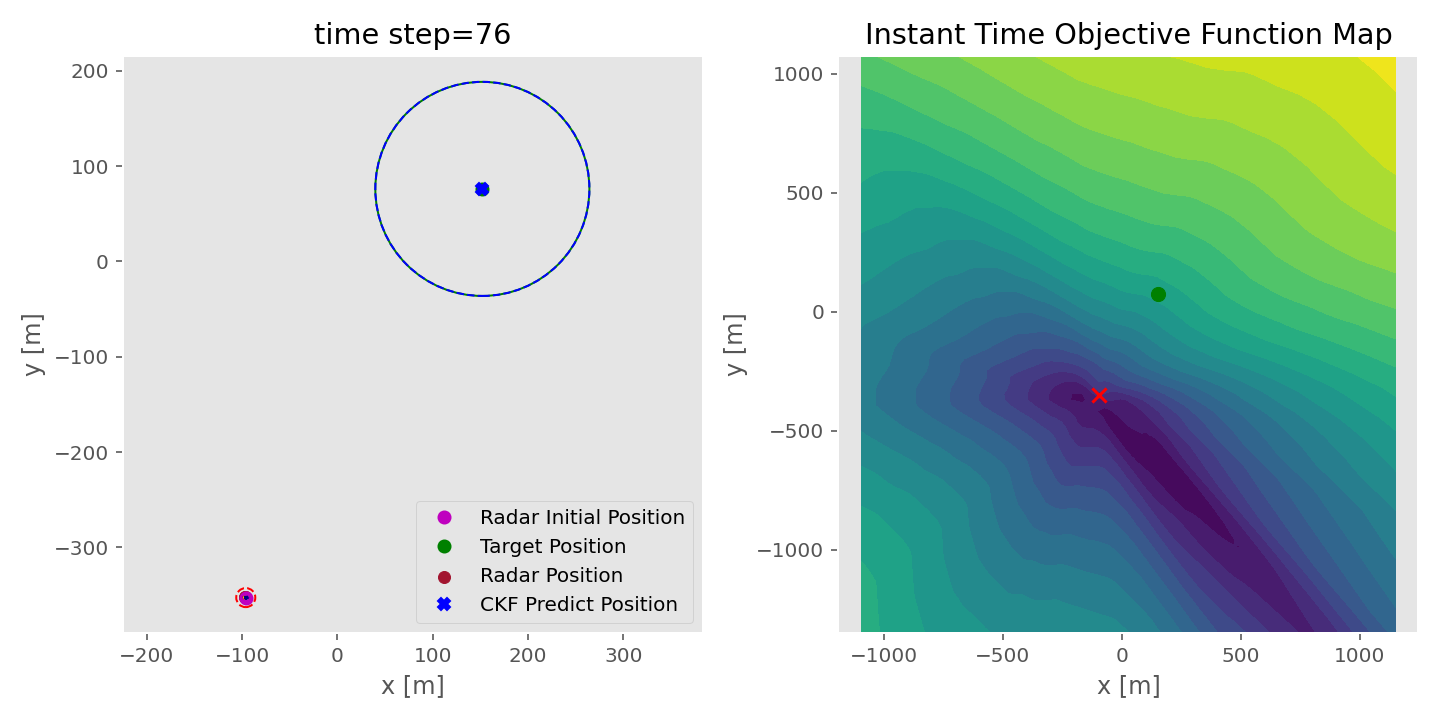 time step=76
200
100
0
−100
−200
−300
y [m]
−200
−100
0
100
200
300
x [m]
Radar Initial Position
Target Position
Radar Position
CKF Predict Position
Instant Time Objective Function Map
1000
500
0
−500
−1000
y [m]
−1000
−500
0
500
1000
x [m]